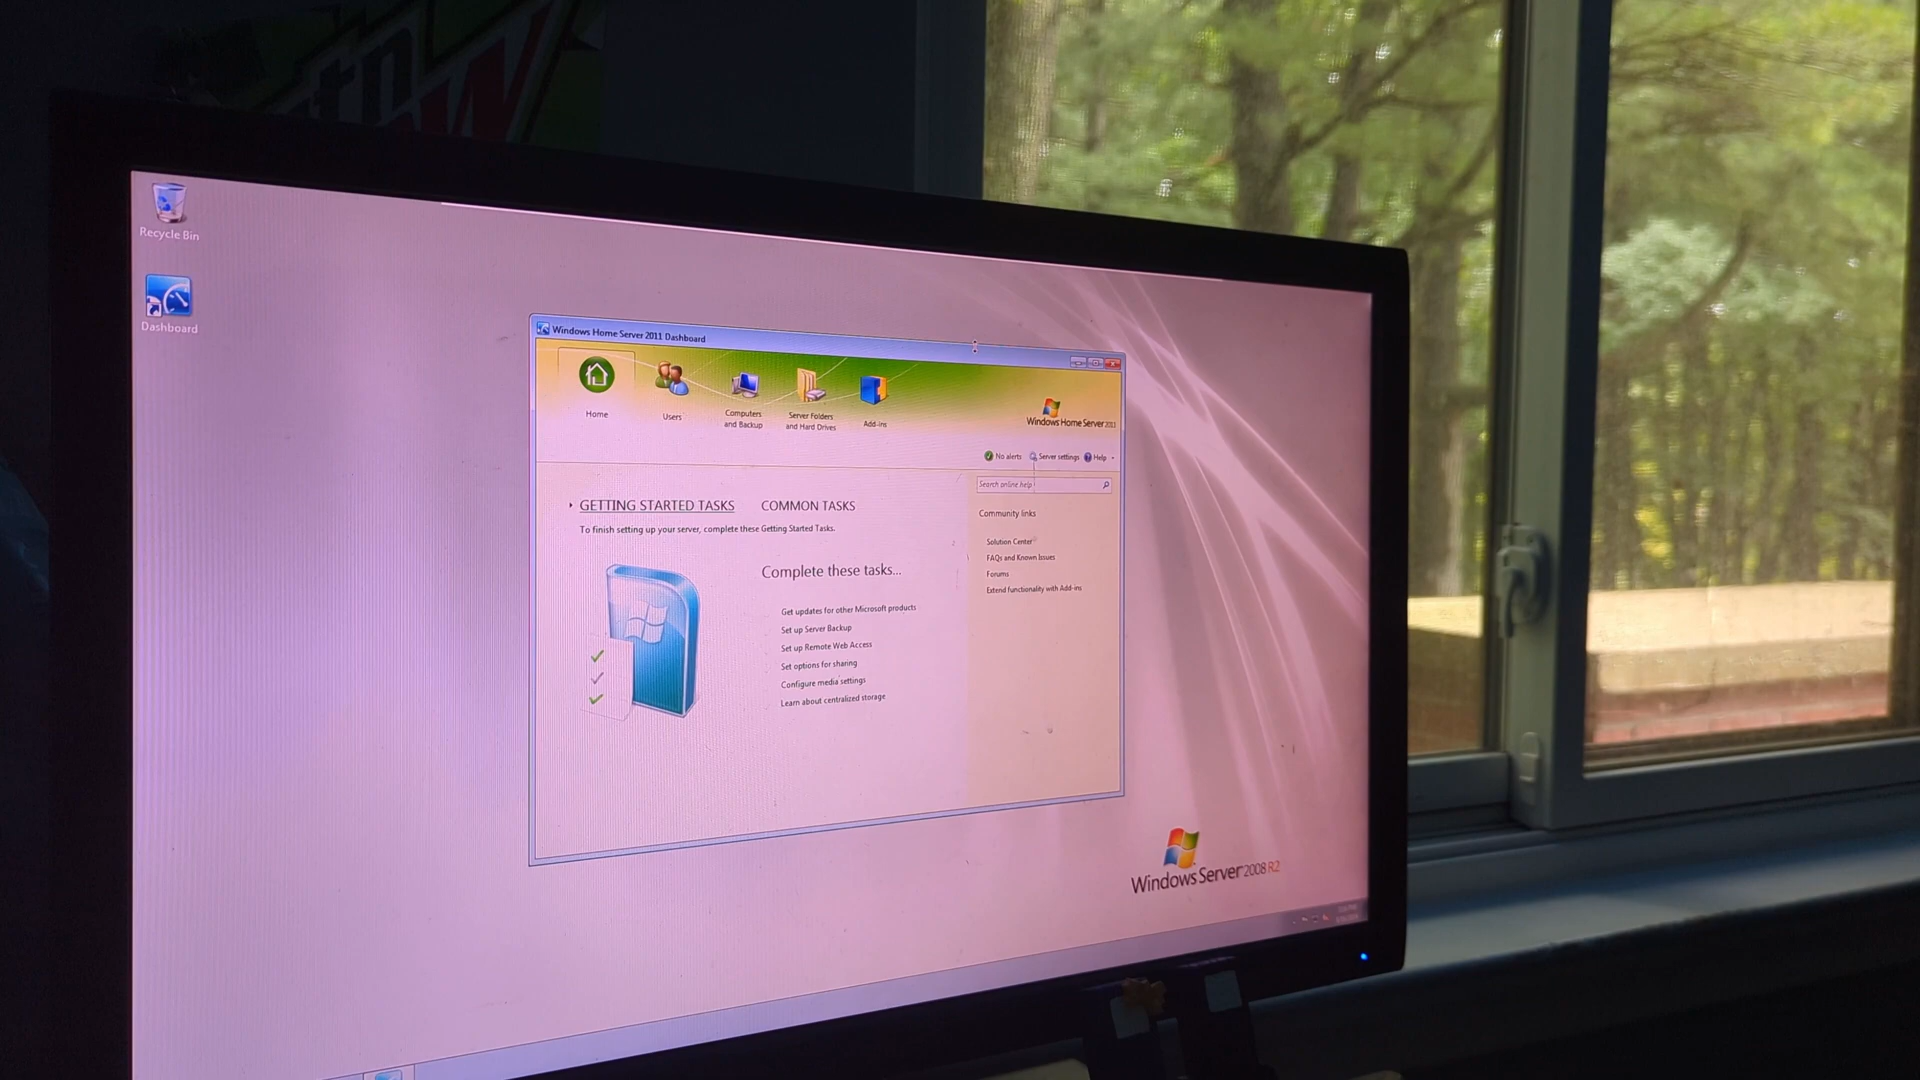 Recycle Bin
Dashboard
Windows Home Server 2011 Dashboard
Home
Users
Computers
and Backup
Server Folders
and Hard Drives
Add-ins
Windows Home Server 2011
No alerts
Server settings
Help
Search online help
GETTING STARTED TASKS
COMMON TASKS
To finish setting up your server, complete these Getting Started Tasks.
Complete these tasks...
Get updates for other Microsoft products
Set up Server Backup
Set up Remote Web Access
Set options for sharing
Configure media settings
Learn about centralized storage
Community links
Solution Center
FAQs and Known Issues
Forums
Extend functionality with Add-ins
Windows Server 2008 R2